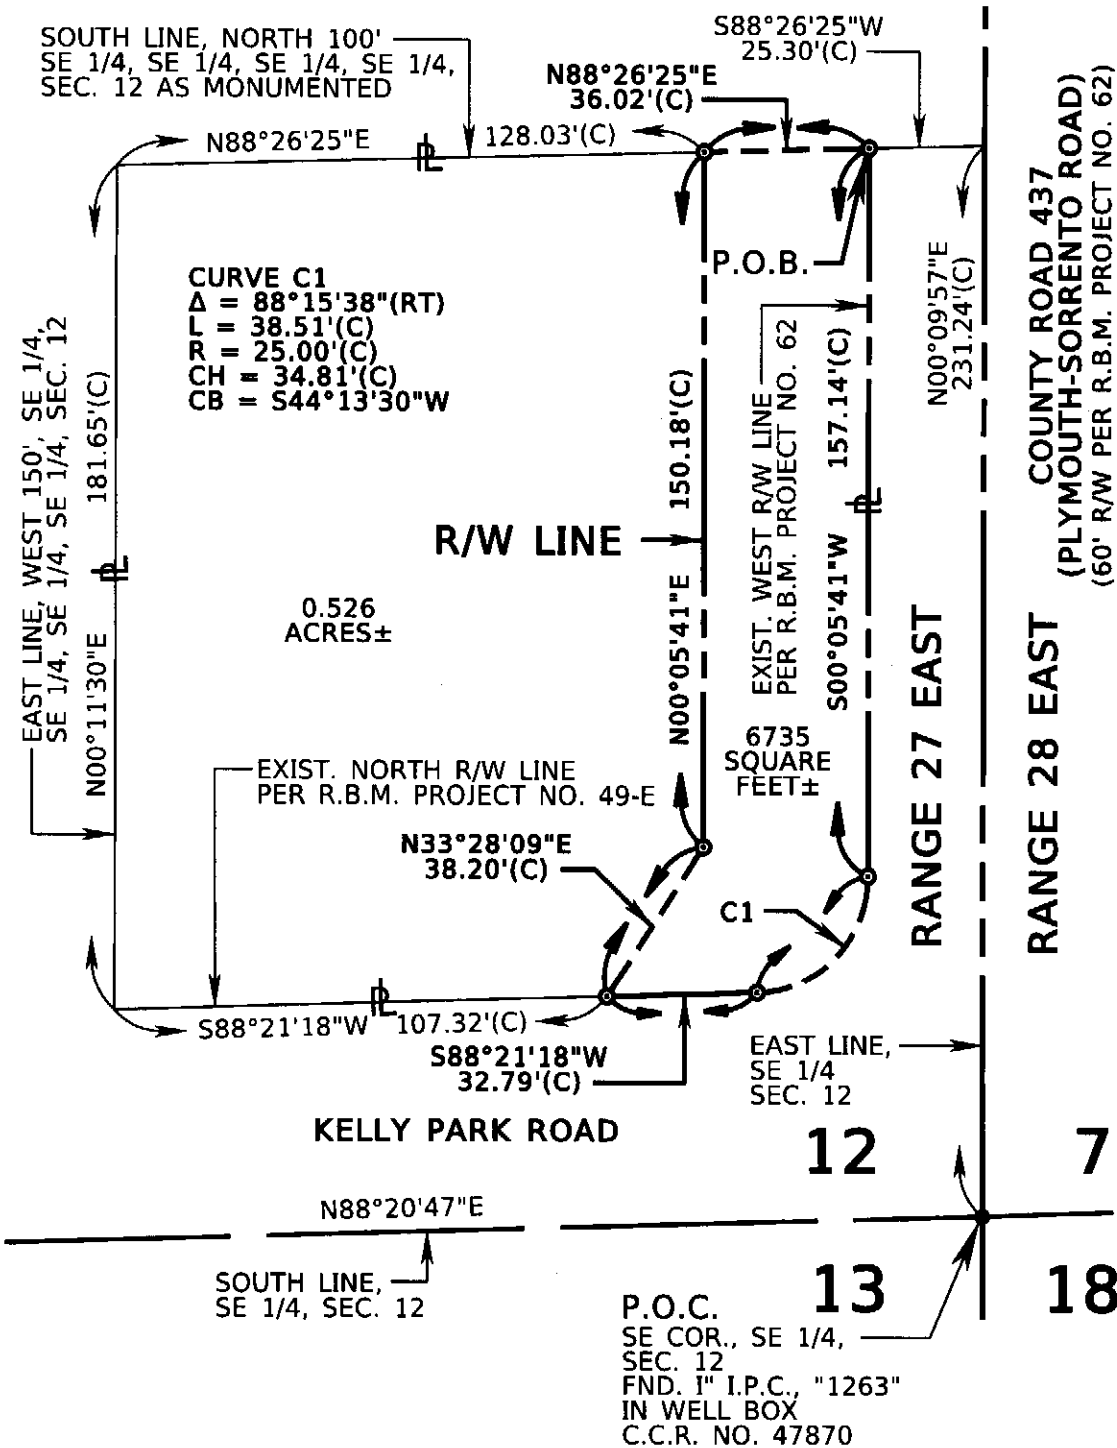 SOUTH LINE, NORTH 100'
SE 1/4, SE 1/4, SE 1/4, SE 1/4,
SEC. 12 AS MONUMENTED
S88°26'25"W
25.30'(C)
N88°26'25"E
36.02'(C)
N88°26'25"E
128.03'(C)
P.O.B.
CURVE C1
Δ = 88°15'38"(RT)
L = 38.51'(C)
R = 25.00'(C)
CH = 34.81'(C)
CB = S44°13'30"W
EAST LINE, WEST 150', SE 1/4,
SE 1/4, SE 1/4, SE 1/4, SEC. 12
N00°11'30"E
181.65'(C)
R/W LINE
N00°05'41"E
150.18'(C)
EXIST. WEST R/W LINE
PER R.B.M. PROJECT NO. 62
S00°05'41"W
157.14'(C)
N00°09'57"E
231.24'(C)
COUNTY ROAD 437
(PLYMOUTH-SORRENTO ROAD)
(60' R/W PER R.B.M. PROJECT NO. 62)
RANGE 27 EAST
RANGE 28 EAST
0.526
ACRES±
6735
SQUARE
FEET±
EXIST. NORTH R/W LINE
PER R.B.M. PROJECT NO. 49-E
N33°28'09"E
38.20'(C)
C1
S88°21'18"W
107.32'(C)
S88°21'18"W
32.79'(C)
EAST LINE,
SE 1/4
SEC. 12
KELLY PARK ROAD
12
7
N88°20'47"E
SOUTH LINE,
SE 1/4, SEC. 12
13
18
P.O.C.
SE COR., SE 1/4,
SEC. 12
FND. 1" I.P.C., "1263"
IN WELL BOX
C.C.R. NO. 47870